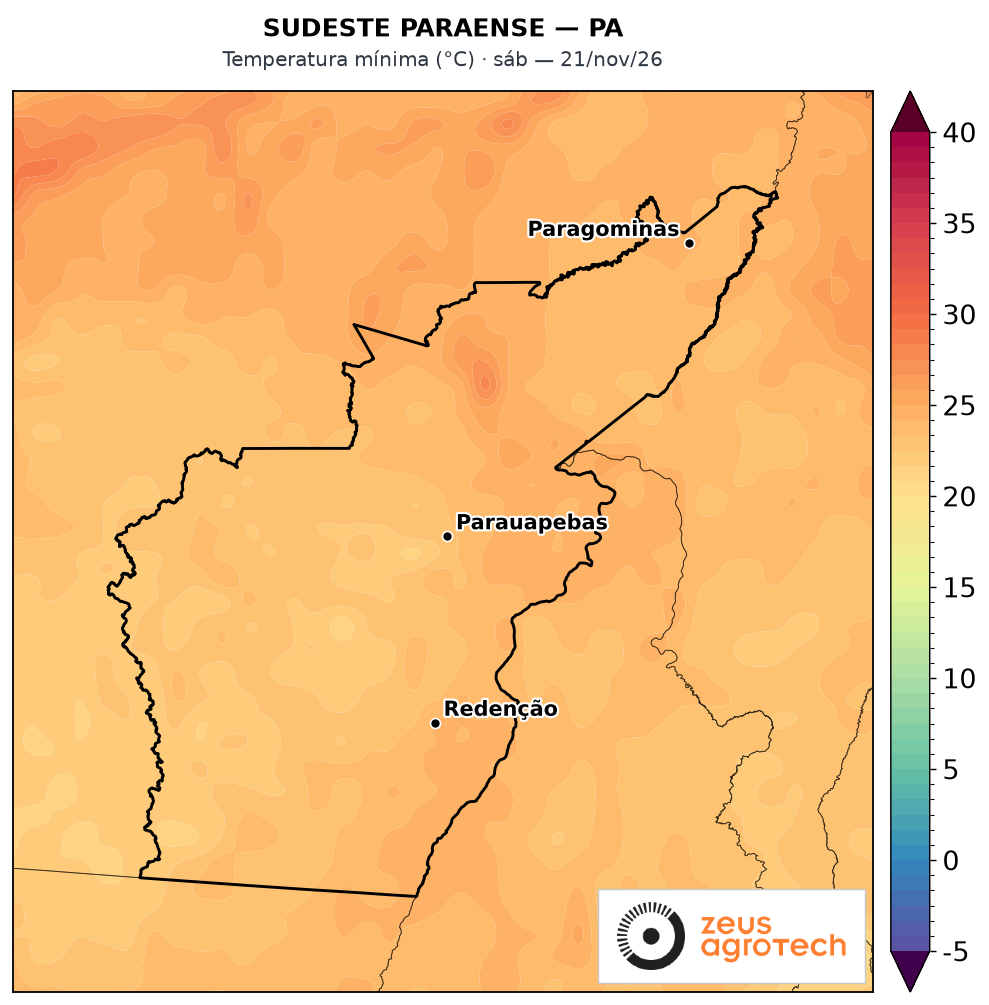 SUDESTE PARAENSE — PA
Temperatura mínima (°C) · sáb — 21/nov/26
Paragominas
Parauapebas
Redenção
40
35
30
25
20
15
10
5
0
-5
zeus
agrotech